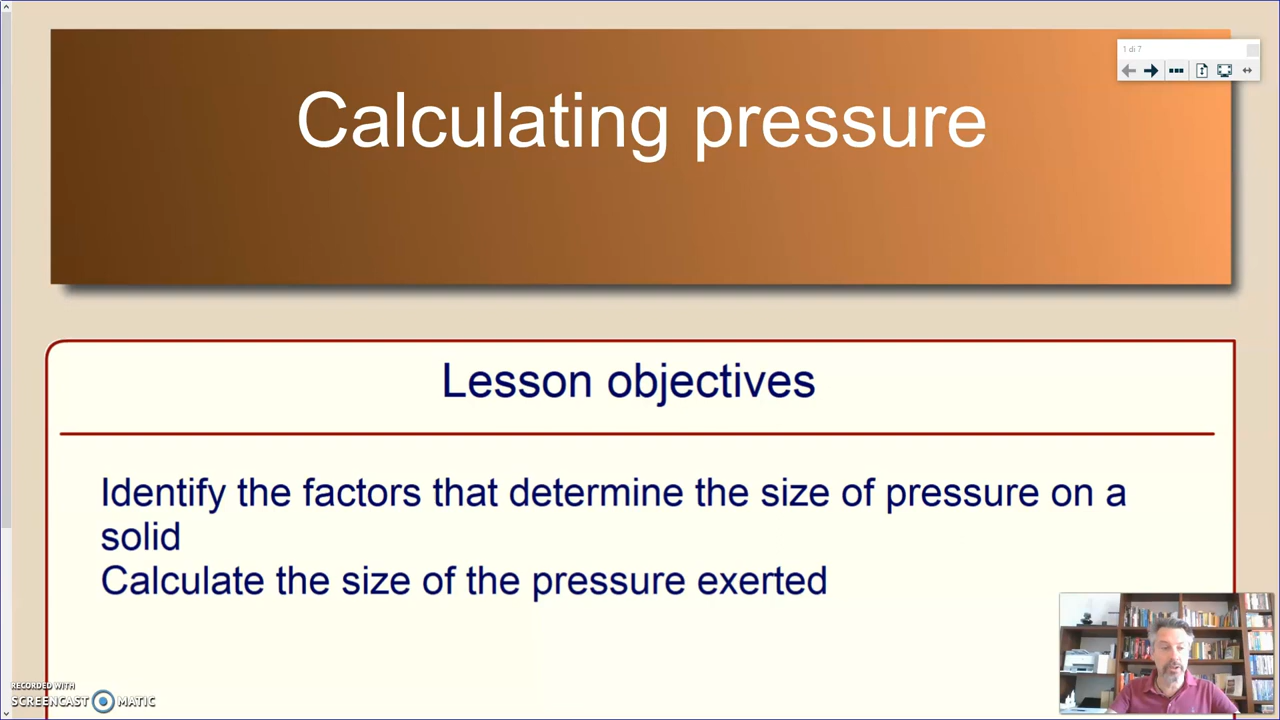 Calculating pressure
1 di 7
Lesson objectives
Identify the factors that determine the size of pressure on a
solid
Calculate the size of the pressure exerted
RECORDED WITH
SCREENCAST MATIC